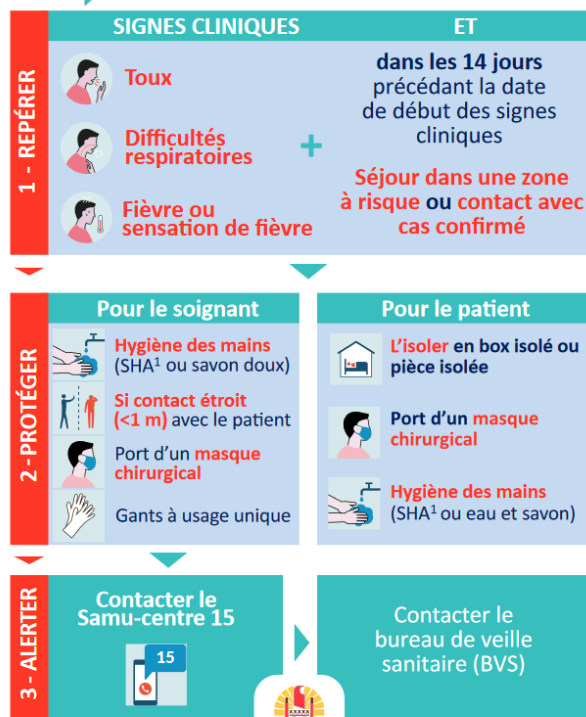 1 - REPÉRER
SIGNES CLINIQUES
Toux
Difficultés
respiratoires
Fièvre ou
sensation de fièvre
+
ET
dans les 14 jours
précédant la date
de début des signes
cliniques
Séjour dans une zone
à risque ou contact avec
cas confirmé
2 - PROTÉGER
Pour le soignant
Hygiène des mains
(SHA¹ ou savon doux)
Si contact étroit
(<1 m) avec le patient
Port d’un masque
chirurgical
Gants à usage unique
Pour le patient
L’isoler en box isolé ou
pièce isolée
Port d’un masque
chirurgical
Hygiène des mains
(SHA¹ ou eau et savon)
3 - ALERTER
Contacter le
Samu-centre 15
15
Contacter le
bureau de veille
sanitaire (BVS)